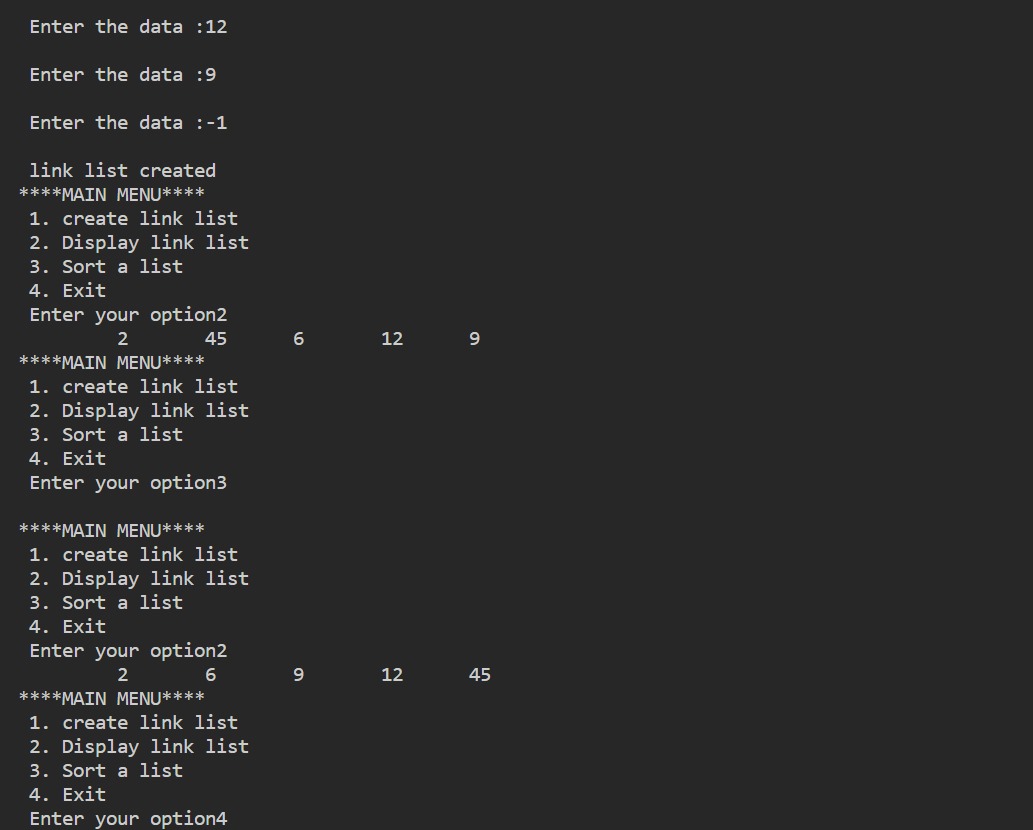 Enter the data :12
Enter the data :9
Enter the data :-1
link list created
****MAIN MENU****
1. create link list
2. Display link list
3. Sort a list
4. Exit
Enter your option2
2 45 6 12 9
****MAIN MENU****
1. create link list
2. Display link list
3. Sort a list
4. Exit
Enter your option3
****MAIN MENU****
1. create link list
2. Display link list
3. Sort a list
4. Exit
Enter your option2
2 6 9 12 45
****MAIN MENU****
1. create link list
2. Display link list
3. Sort a list
4. Exit
Enter your option4